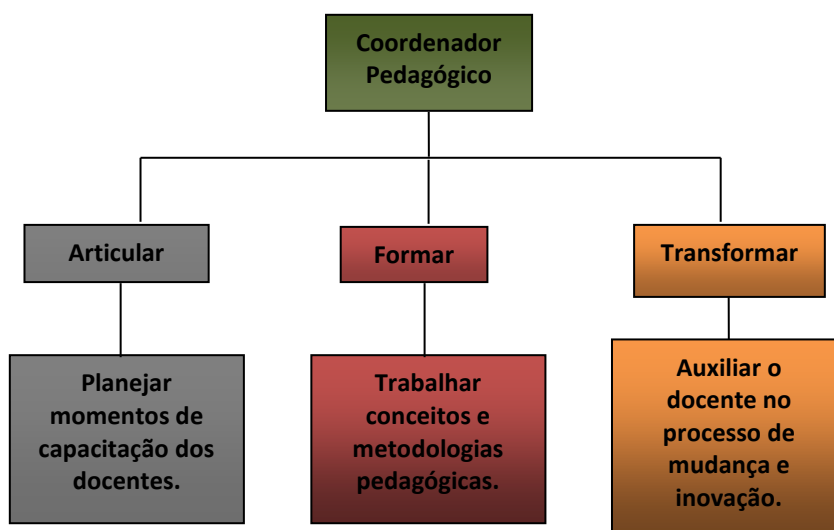 Coordenador
Pedagógico
Articular
Formar
Transformar
Planejar
momentos de
capacitação dos
docentes.
Trabalhar
conceitos e
metodologias
pedagógicas.
Auxiliar o
docente no
processo de
mudança e
inovação.